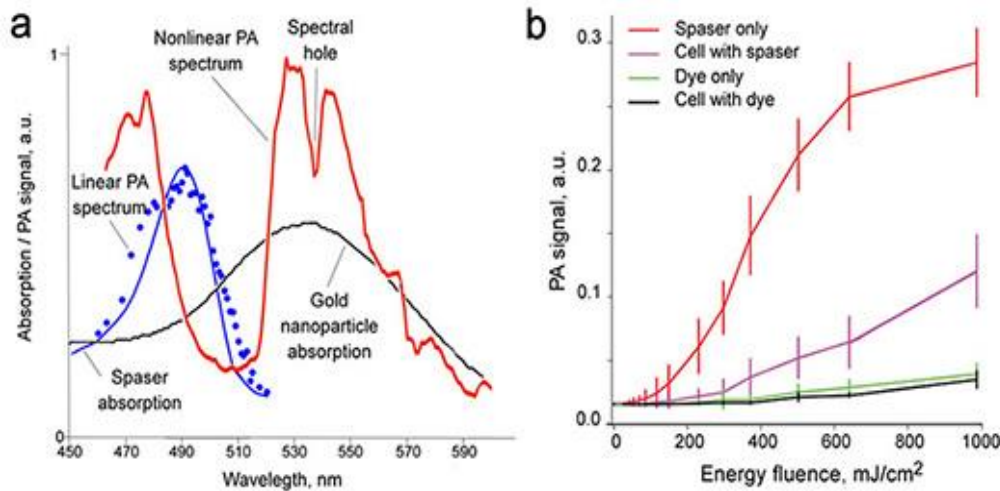 a
Absorption / PA signal, a.u.
1
0
Nonlinear PA
spectrum
Spectral
hole
Linear PA
spectrum
Gold
nanoparticle
absorption
Spaser
absorption
450 470 490 510 530 550 570 590
Wavelegth, nm
b
Spaser only
Cell with spaser
Dye only
Cell with dye
PA signal, a.u.
0.3
0.2
0.1
0.0
0 200 400 600 800 1000
Energy fluence, mJ/cm²